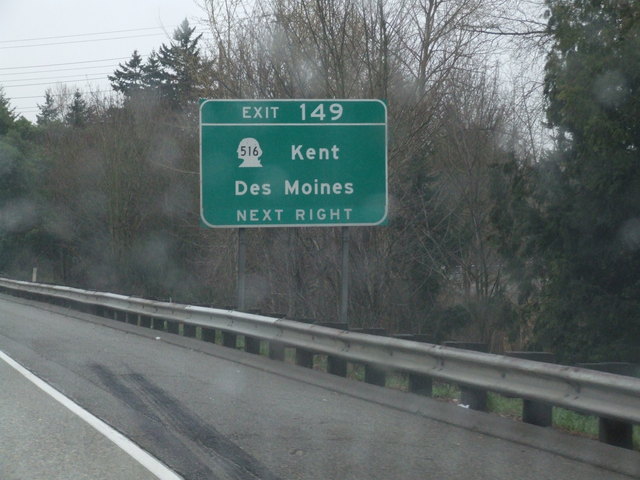 EXIT 149
516 Kent
Des Moines
NEXT RIGHT